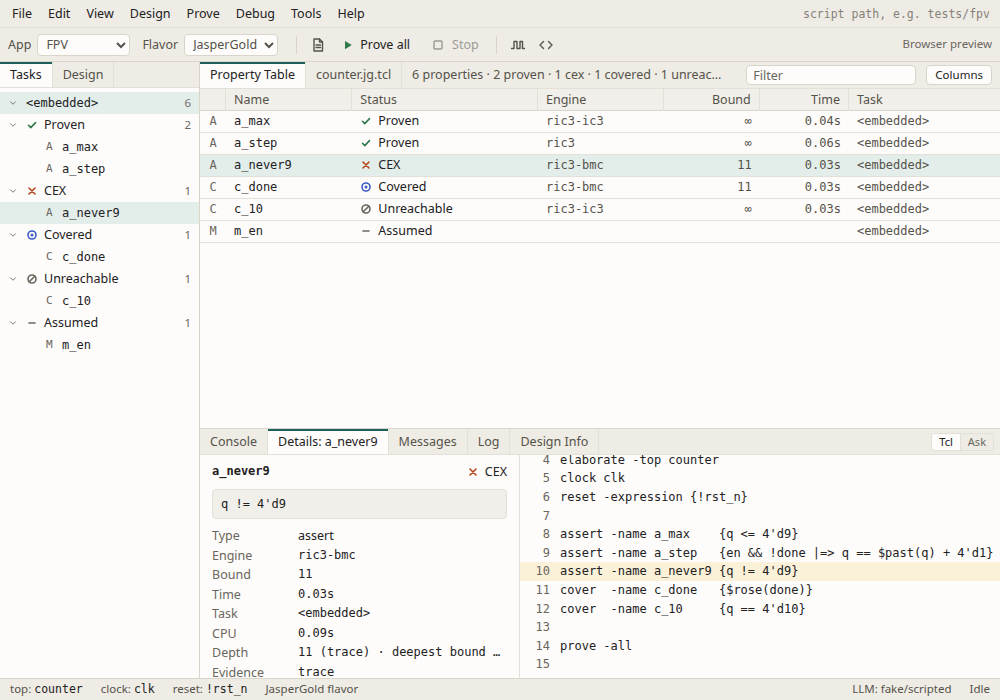 File Edit View Design Prove Debug Tools Help script path, e.g. tests/fpv
App FPV Flavor JasperGold Prove all Stop Browser preview
Tasks Design
<embedded> 6
Proven 2
A a_max
A a_step
CEX 1
A a_never9
Covered 1
C c_done
Unreachable 1
C c_10
Assumed 1
M m_en
Property Table counter.jg.tcl 6 properties · 2 proven · 1 cex · 1 covered · 1 unreac... Filter Columns
Name Status Engine Bound Time Task
A a_max Proven ric3-ic3 ∞ 0.04s <embedded>
A a_step Proven ric3 ∞ 0.06s <embedded>
A a_never9 CEX ric3-bmc 11 0.03s <embedded>
C c_done Covered ric3-bmc 11 0.03s <embedded>
C c_10 Unreachable ric3-ic3 ∞ 0.03s <embedded>
M m_en Assumed <embedded>
Console Details: a_never9 Messages Log Design Info Tcl Ask
a_never9 CEX
q != 4'd9
Type assert
Engine ric3-bmc
Bound 11
Time 0.03s
Task <embedded>
CPU 0.09s
Depth 11 (trace) · deepest bound …
Evidence trace
4 elaborate -top counter
5 clock clk
6 reset -expression {!rst_n}
7
8 assert -name a_max {q <= 4'd9}
9 assert -name a_step {en && !done |=> q == $past(q) + 4'd1}
10 assert -name a_never9 {q != 4'd9}
11 cover -name c_done {$rose(done)}
12 cover -name c_10 {q == 4'd10}
13
14 prove -all
15
top: counter clock: clk reset: !rst_n JasperGold flavor LLM: fake/scripted Idle